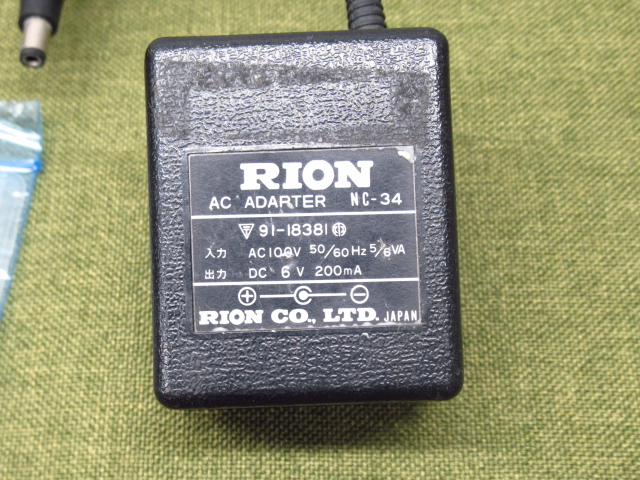 RION
AC ADAPTER NC-34
91-18381
入力 AC100V 50/60Hz 5/6VA
出力 DC 6V 200mA
RION CO., LTD. JAPAN